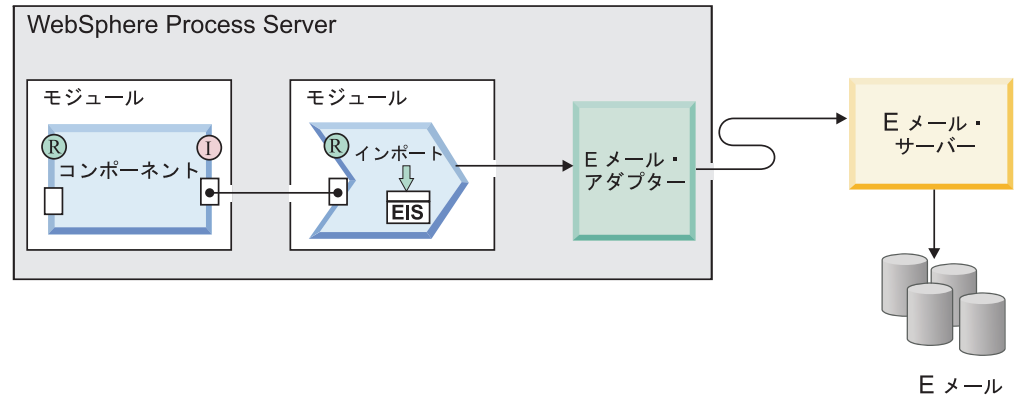 WebSphere Process Server
モジュール
R
I
コンポーネント
モジュール
R
インポート
EIS
E メール・
アダプター
E メール・
サーバー
E メール